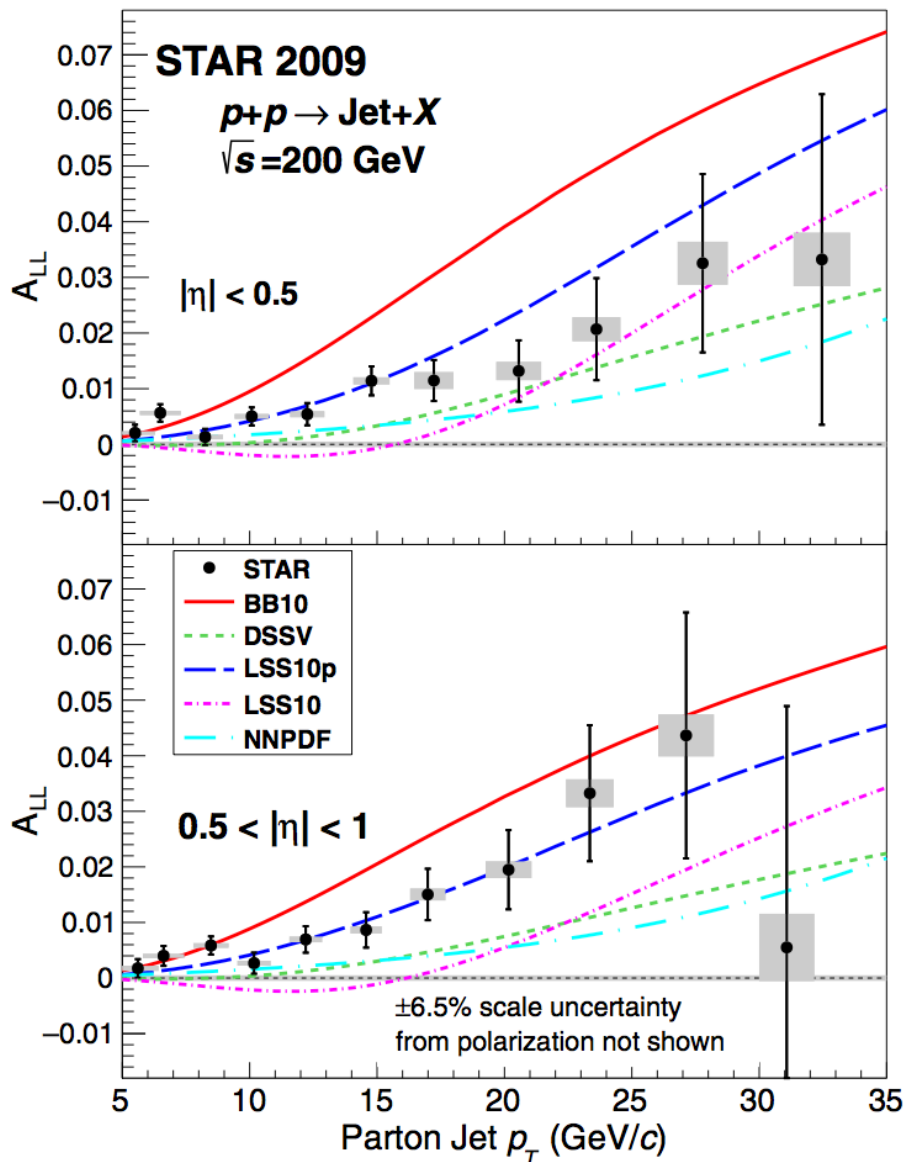 STAR 2009
p+p → Jet+X
√s =200 GeV
|η| < 0.5
A_LL
0.07
0.06
0.05
0.04
0.03
0.02
0.01
0
−0.01
STAR
BB10
DSSV
LSS10p
LSS10
NNPDF
0.5 < |η| < 1
±6.5% scale uncertainty
from polarization not shown
A_LL
0.07
0.06
0.05
0.04
0.03
0.02
0.01
0
−0.01
5 10 15 20 25 30 35
Parton Jet p_T (GeV/c)